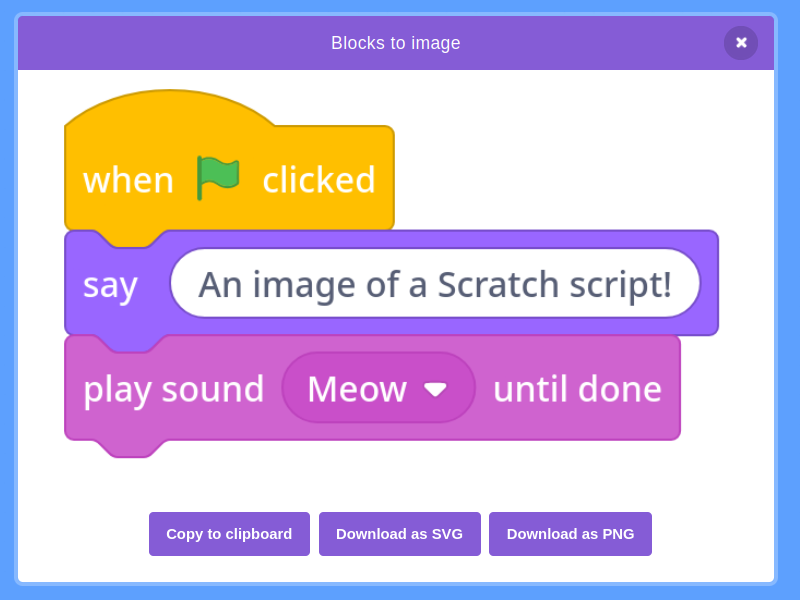 Blocks to image
when clicked
say An image of a Scratch script!
play sound Meow until done
Copy to clipboard Download as SVG Download as PNG